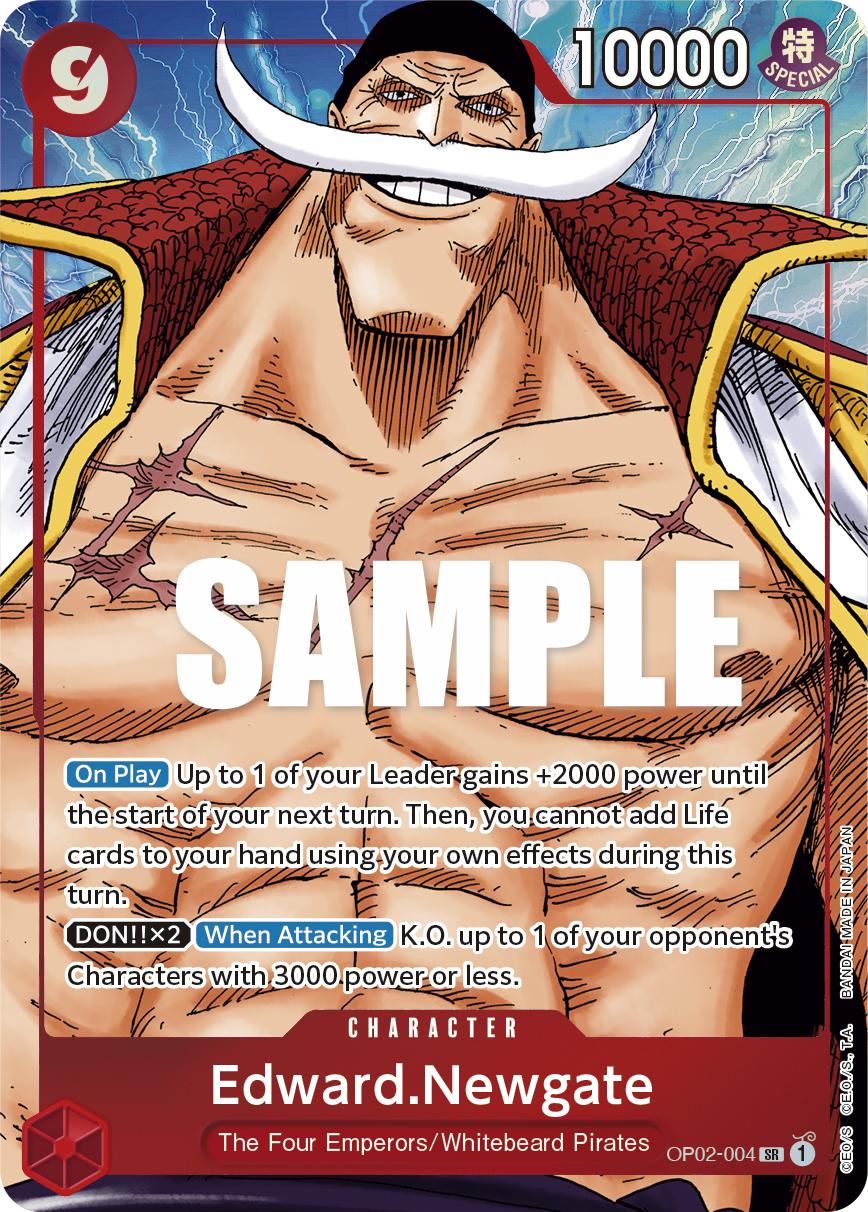 9
10000
特
SPECIAL
SAMPLE
On Play Up to 1 of your Leader gains +2000 power until
the start of your next turn. Then, you cannot add Life
cards to your hand using your own effects during this
turn.
DON!!×2 When Attacking K.O. up to 1 of your opponent's
Characters with 3000 power or less.
CHARACTER
Edward.Newgate
The Four Emperors/Whitebeard Pirates
OP02-004 SR 1
©EO/S ©E.O./S., T.A. BANDAI MADE IN JAPAN